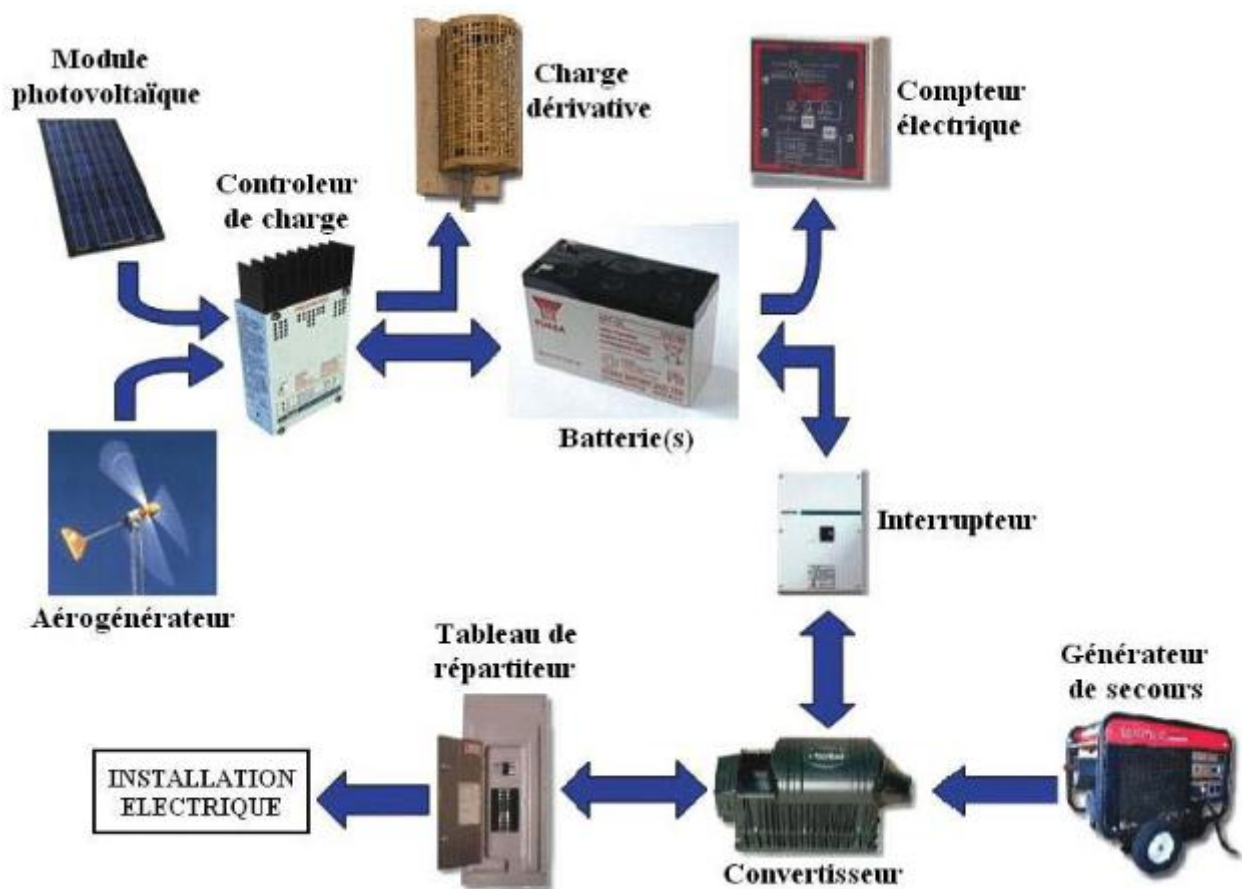 Module
photovoltaïque
Charge
dérivative
Compteur
électrique
Controleur
de charge
YUASA
Batterie(s)
Interrupteur
Aérogénérateur
Tableau de
répartiteur
Générateur
de secours
INSTALLATION
ELECTRIQUE
Convertisseur